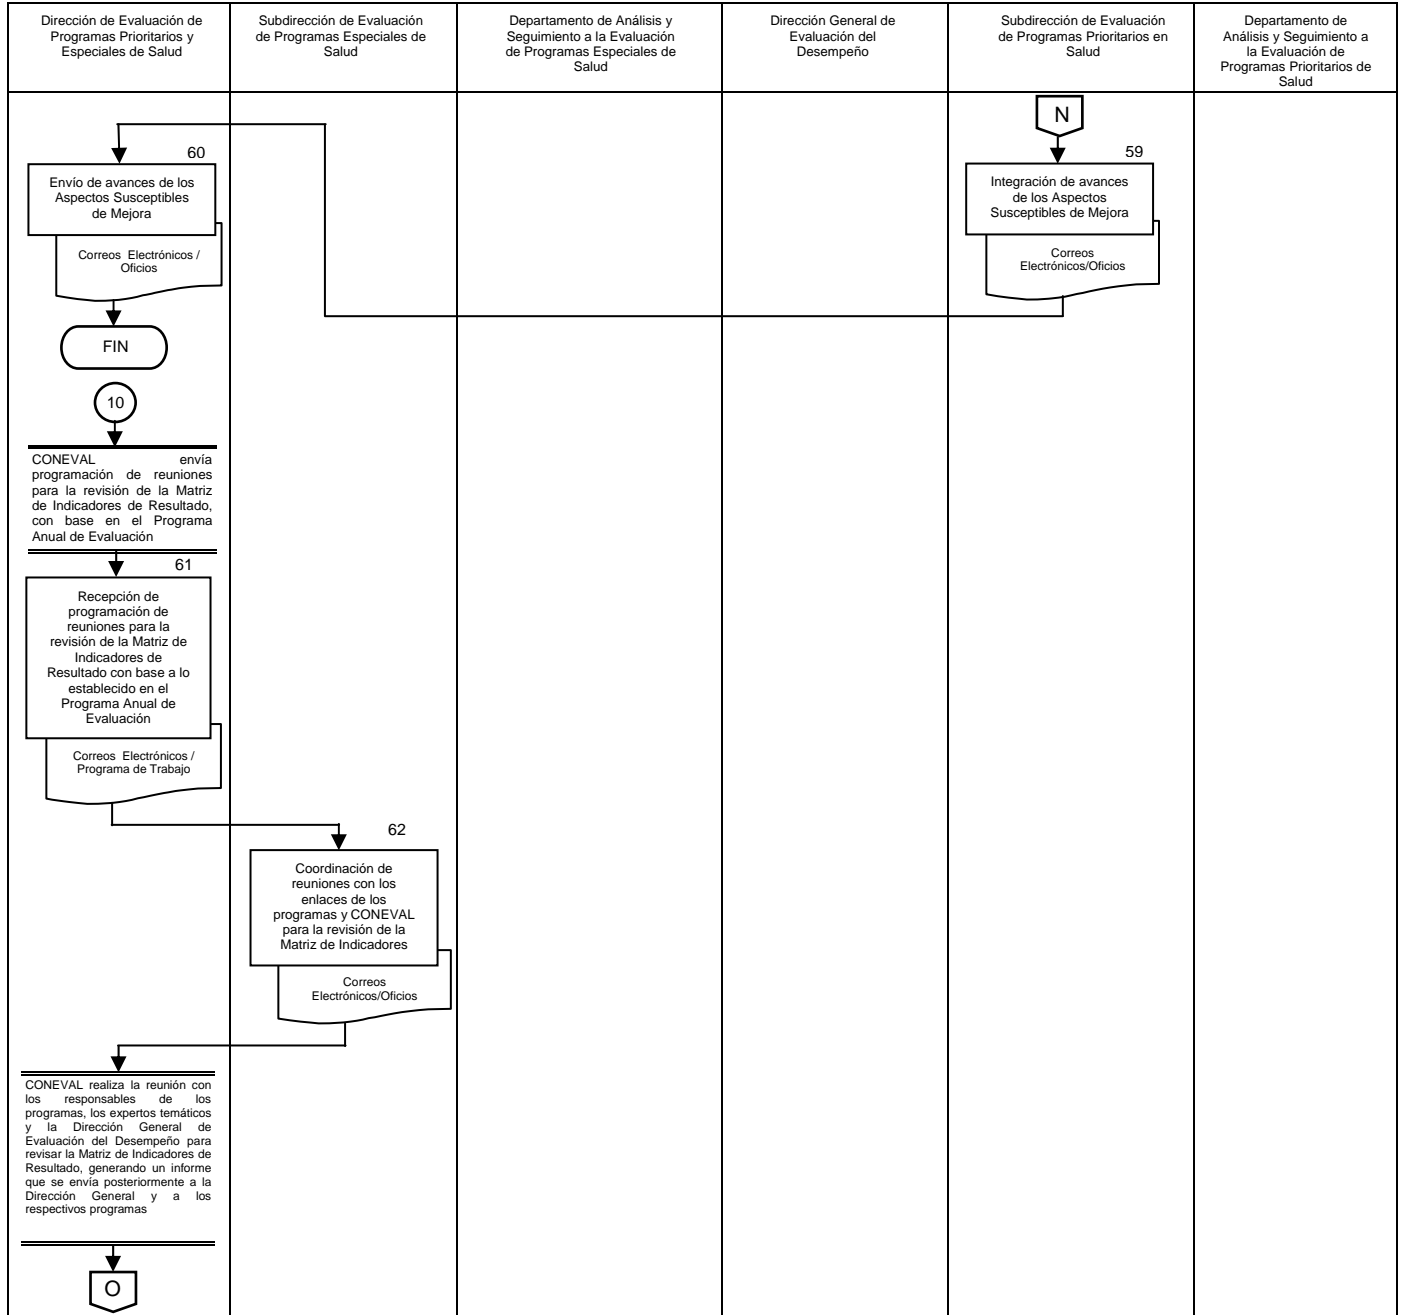 Dirección de Evaluación de
Programas Prioritarios y
Especiales de Salud
Subdirección de Evaluación
de Programas Especiales de
Salud
Departamento de Análisis y
Seguimiento a la Evaluación
de Programas Especiales de
Salud
Dirección General de
Evaluación del
Desempeño
Subdirección de Evaluación
de Programas Prioritarios en
Salud
Departamento de
Análisis y Seguimiento a
la Evaluación de
Programas Prioritarios de
Salud
N
59
Integración de avances
de los Aspectos
Susceptibles de Mejora
Correos
Electrónicos/Oficios
60
Envío de avances de los
Aspectos Susceptibles
de Mejora
Correos Electrónicos /
Oficios
FIN
10
CONEVAL envía
programación de reuniones
para la revisión de la Matriz
de Indicadores de Resultado,
con base en el Programa
Anual de Evaluación
61
Recepción de
programación de
reuniones para la
revisión de la Matriz de
Indicadores de
Resultado con base a lo
establecido en el
Programa Anual de
Evaluación
Correos Electrónicos /
Programa de Trabajo
62
Coordinación de
reuniones con los
enlaces de los
programas y CONEVAL
para la revisión de la
Matriz de Indicadores
Correos
Electrónicos/Oficios
CONEVAL realiza la reunión con
los responsables de los
programas, los expertos temáticos
y la Dirección General de
Evaluación del Desempeño para
revisar la Matriz de Indicadores de
Resultado, generando un informe
que se envía posteriormente a la
Dirección General y a los
respectivos programas
O